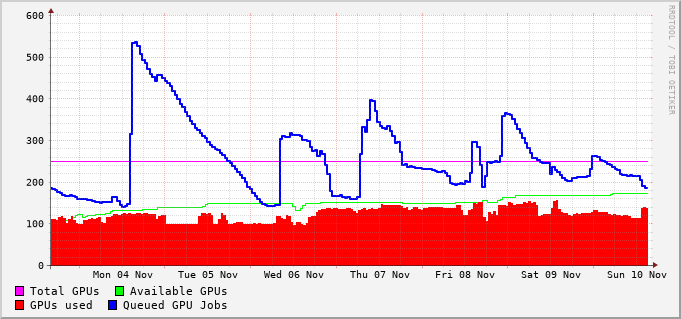 600
500
400
300
200
100
0
Mon 04 Nov Tue 05 Nov Wed 06 Nov Thu 07 Nov Fri 08 Nov Sat 09 Nov Sun 10 Nov
Total GPUs Available GPUs
GPUs used Queued GPU Jobs
RRDTOOL / TOBI OETIKER